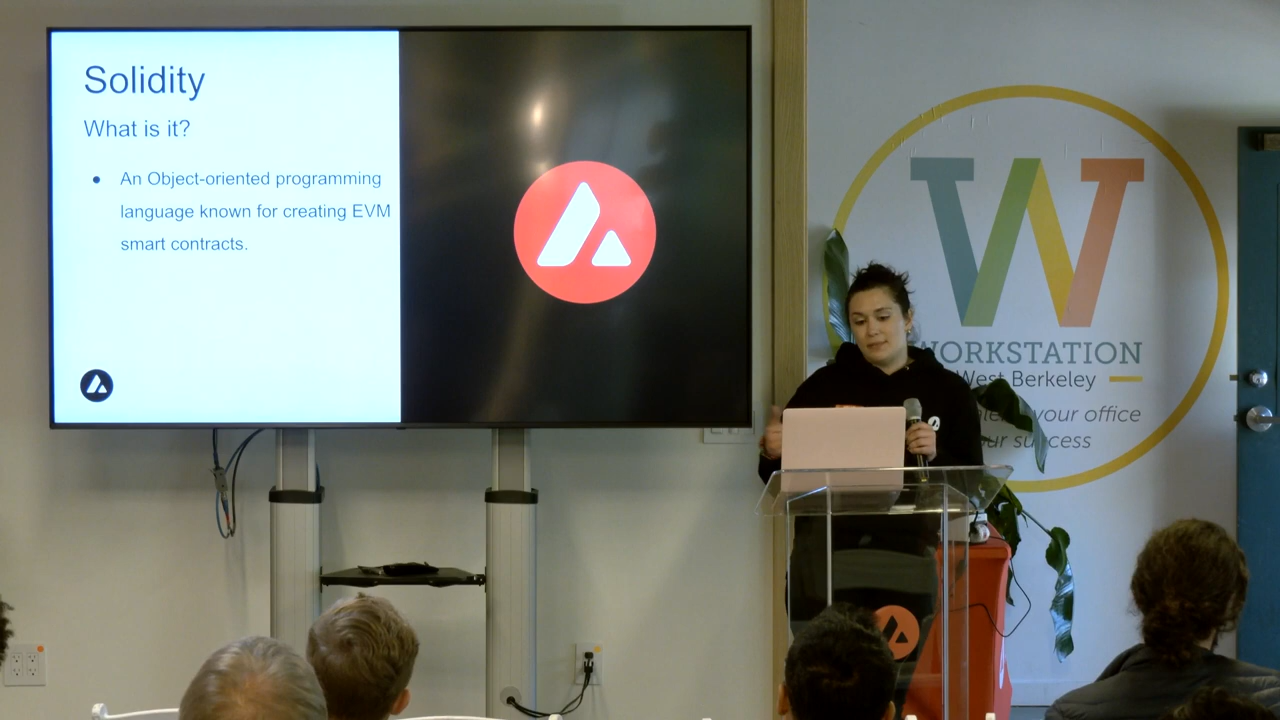 Solidity
What is it?
● An Object-oriented programming
language known for creating EVM
smart contracts.
W
WORKSTATION
West Berkeley
your office
success